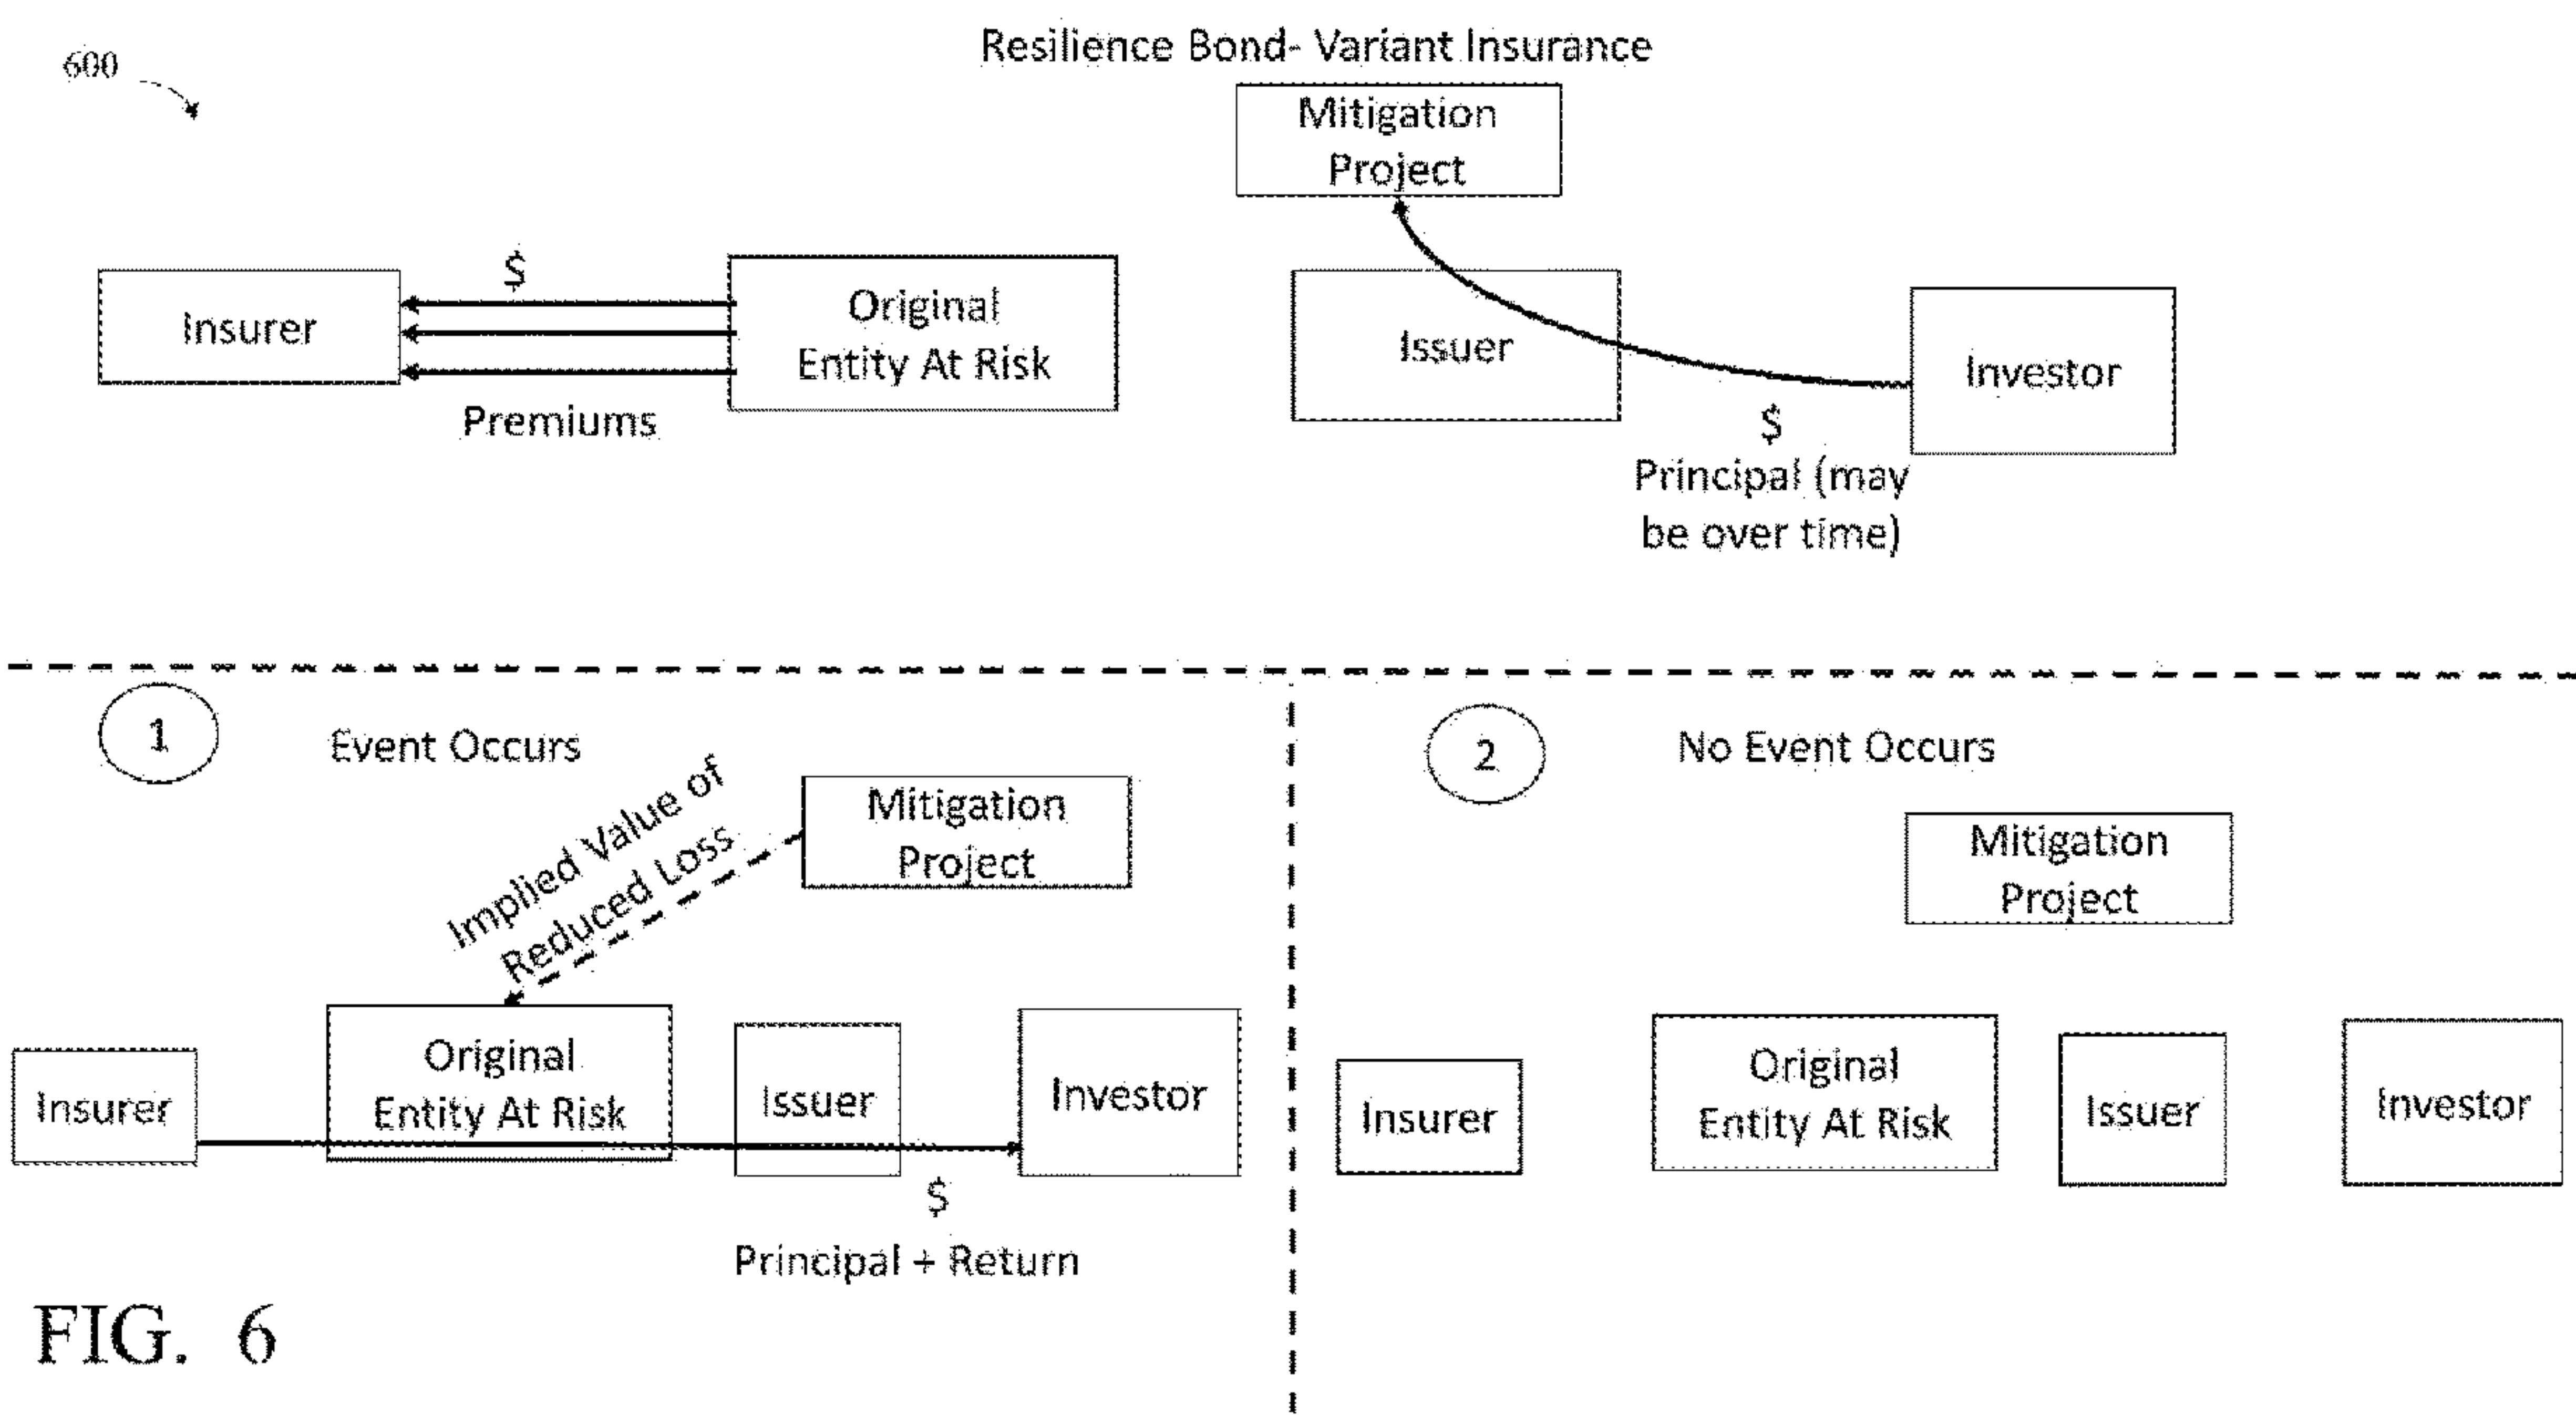 Resilience Bond- Variant Insurance
600
Mitigation
Project
$
Insurer
Original
Entity At Risk
Premiums
Issuer
Investor
$
Principal (may
be over time)
1
Event Occurs
Implied Value of
Reduced Loss
Mitigation
Project
Insurer
Original
Entity At Risk
Issuer
Investor
$
Principal + Return
2
No Event Occurs
Mitigation
Project
Insurer
Original
Entity At Risk
Issuer
Investor
FIG. 6